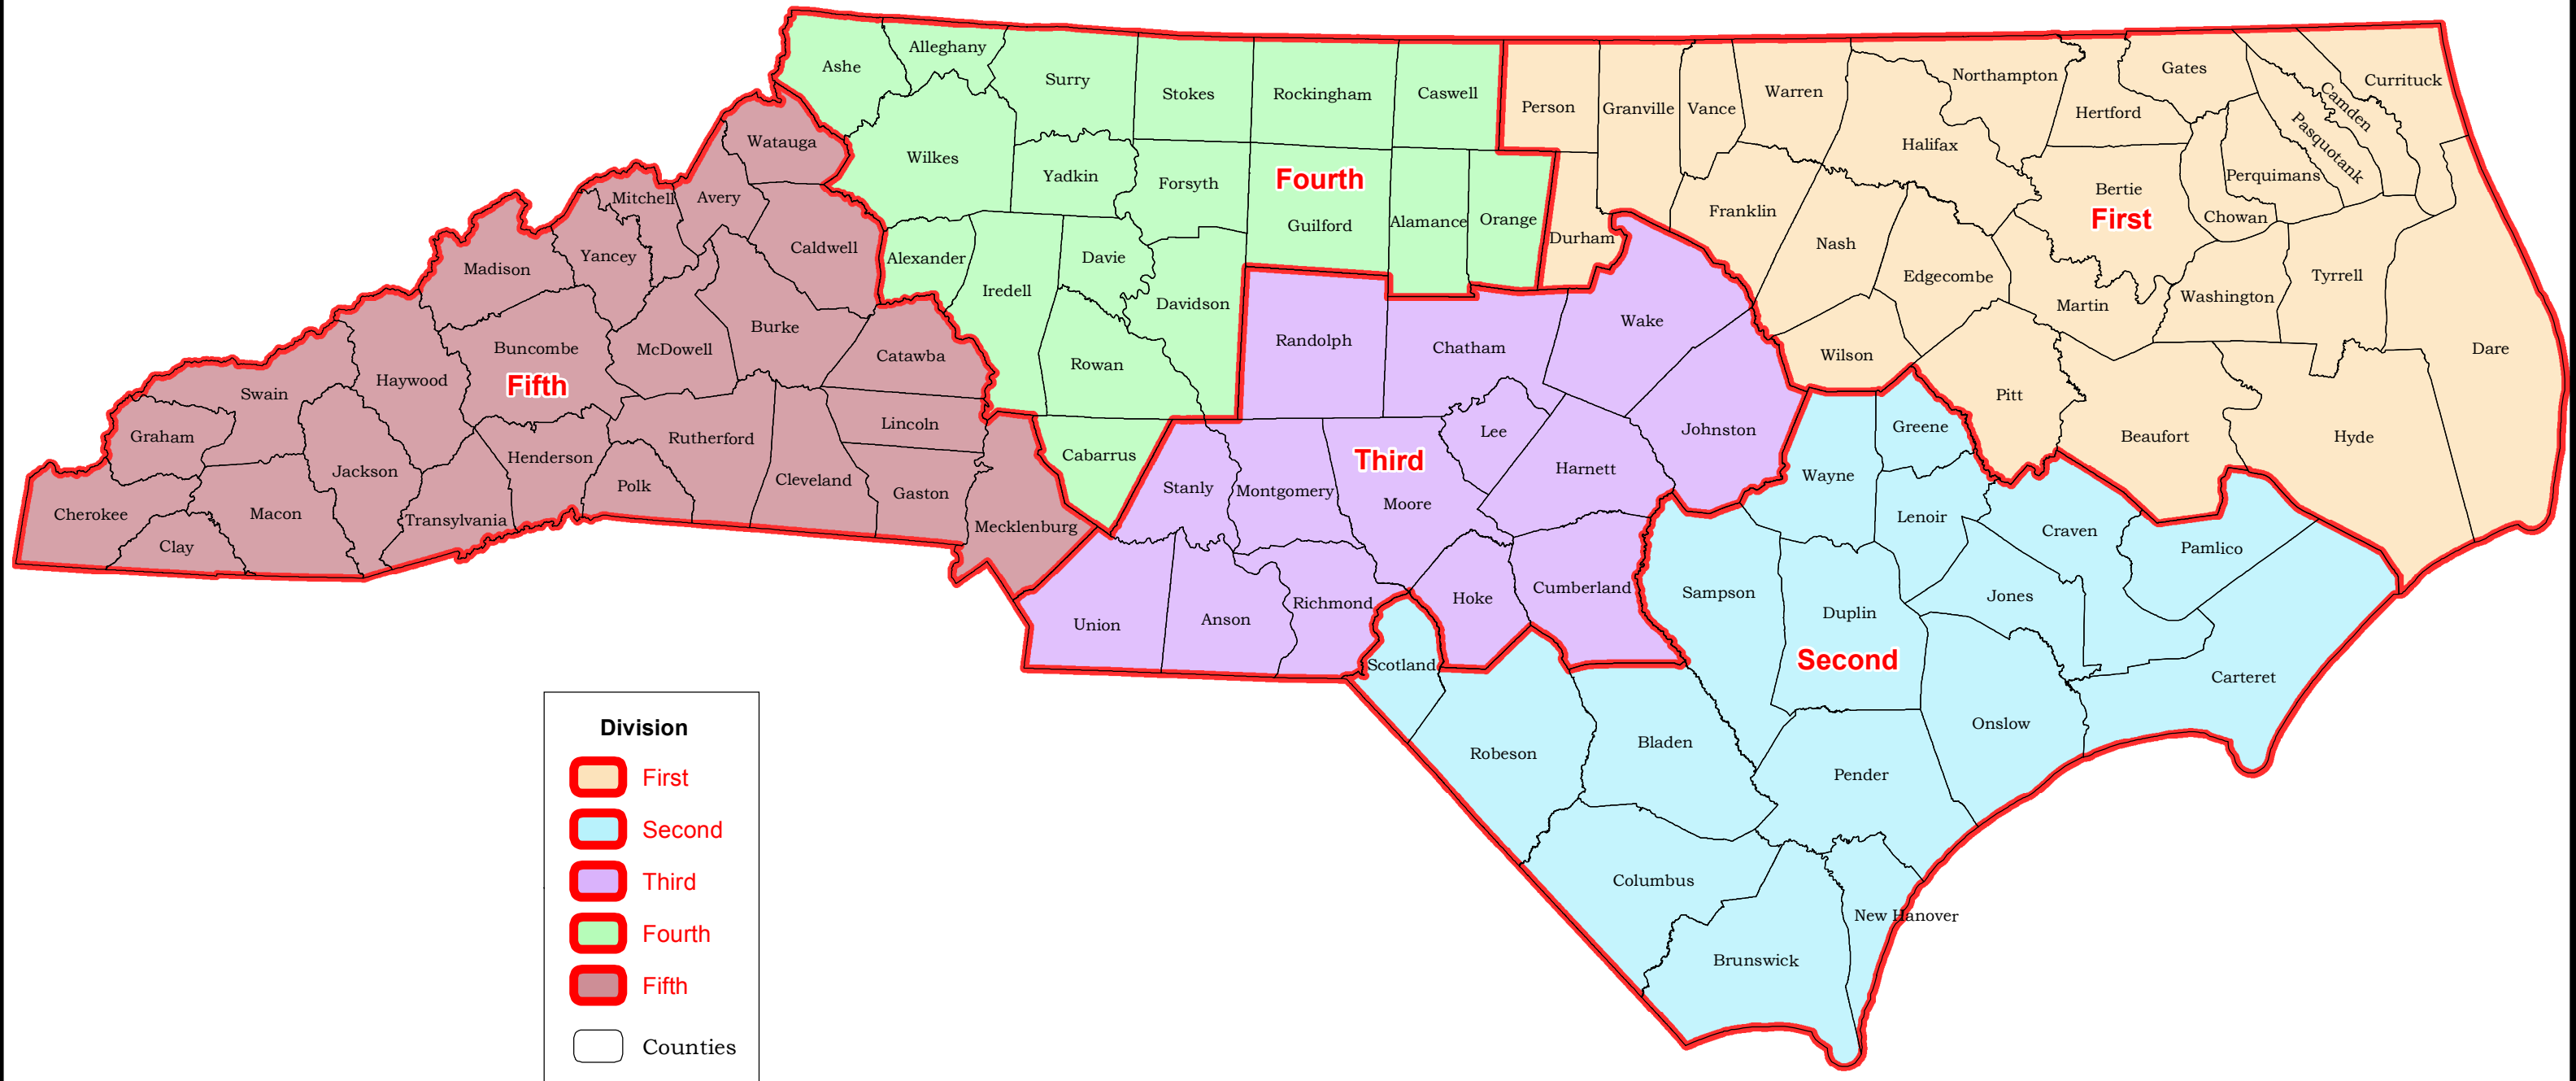 Alleghany
Ashe
Surry
Stokes
Rockingham
Caswell
Person
Granville
Vance
Warren
Northampton
Gates
Hertford
Camden
Currituck
Pasquotank
Halifax
Watauga
Wilkes
Yadkin
Forsyth
Fourth
Guilford
Alamance
Orange
Durham
Franklin
Nash
Edgecombe
Bertie
First
Perquimans
Chowan
Martin
Washington
Tyrrell
Dare
Mitchell
Avery
Caldwell
Alexander
Iredell
Davie
Davidson
Madison
Yancey
Burke
McDowell
Buncombe
Fifth
Catawba
Rowan
Randolph
Chatham
Wake
Wilson
Pitt
Beaufort
Hyde
Swain
Haywood
Graham
Jackson
Henderson
Rutherford
Lincoln
Cabarrus
Third
Lee
Johnston
Harnett
Moore
Stanly
Montgomery
Wayne
Greene
Lenoir
Craven
Pamlico
Cherokee
Clay
Macon
Transylvania
Polk
Cleveland
Gaston
Mecklenburg
Union
Anson
Richmond
Hoke
Cumberland
Sampson
Duplin
Jones
Second
Scotland
Robeson
Bladen
Onslow
Carteret
Pender
Columbus
New Hanover
Brunswick
Division
First
Second
Third
Fourth
Fifth
Counties